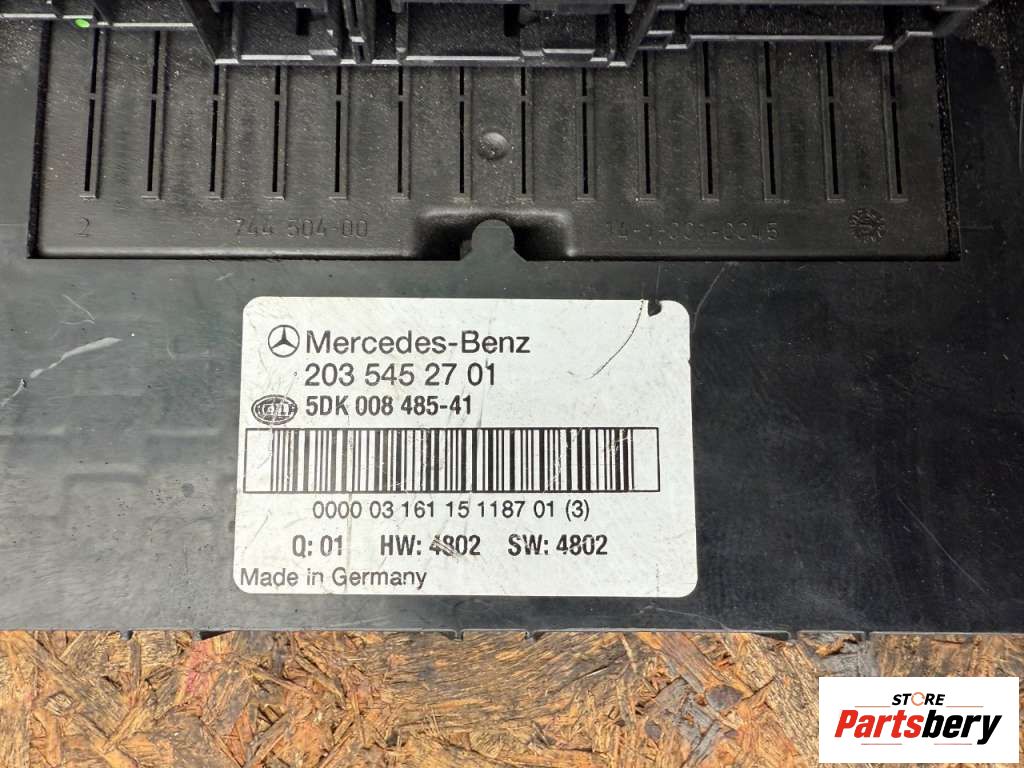 2 744 504-00
Mercedes-Benz
203 545 27 01
5DK 008 485-41
0000 03 161 15 1187 01 (3)
Q: 01 HW: 4802 SW: 4802
Made in Germany
STORE
Partsbery